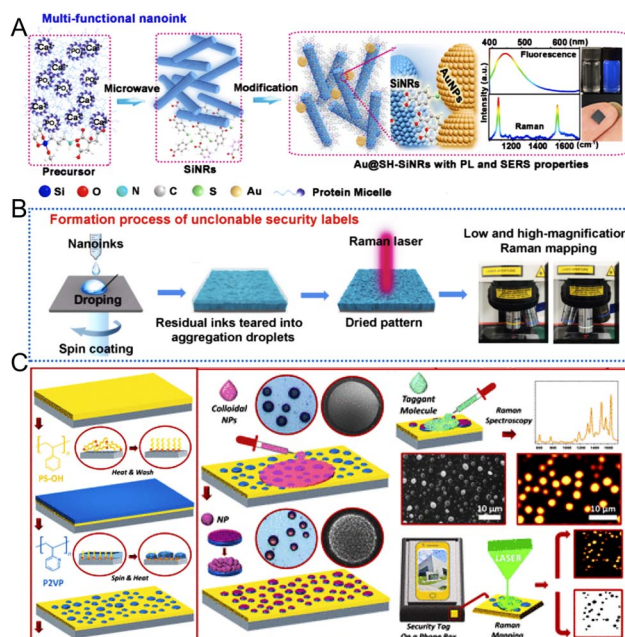 A
Multi-functional nanoink
Ca
PO
Precursor
Microwave
SiNRs
Modification
SiNRs
AuNPs
400 500 600 (nm)
Fluorescence
Intensity (a.u.)
Raman
1200 1400 1600 (cm⁻¹)
Au@SH-SiNRs with PL and SERS properties
Si O N C S Au Protein Micelle
B
Formation process of unclonable security labels
Nanoinks
Droping
Spin coating
Residual inks teared into
aggregation droplets
Raman laser
Dried pattern
Low and high-magnification
Raman mapping
C
PS-OH
Heat & Wash
P2VP
Spin & Heat
Colloidal
NPs
NP
Taggant
Molecule
Raman
Spectroscopy
10 μm
10 μm
LASER
Security Tag
On a Phone Box
Raman
Mapping